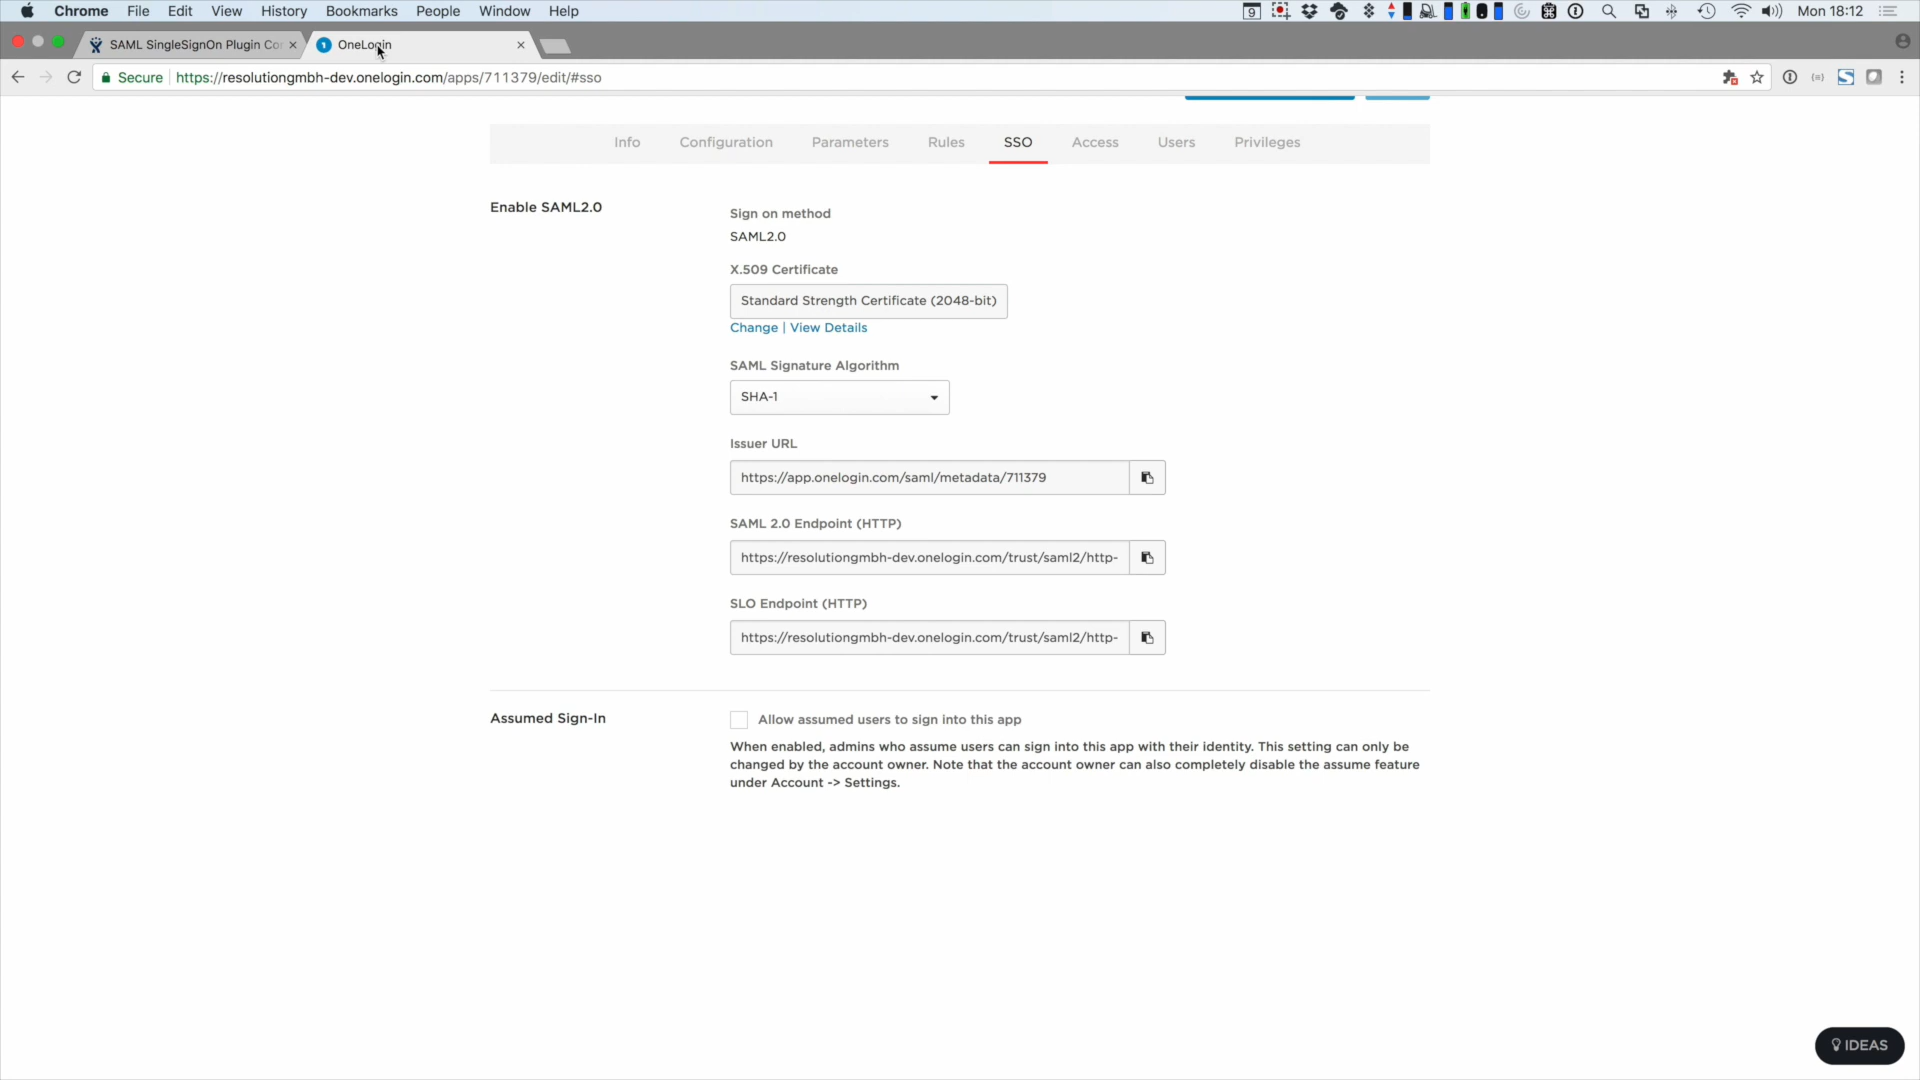 Chrome File Edit View History Bookmarks People Window Help 9 Mon 18:12
SAML SingleSignOn Plugin Co OneLogin
Secure https://resolutiongmbh-dev.onelogin.com/apps/711379/edit/#sso
Info Configuration Parameters Rules SSO Access Users Privileges
Enable SAML2.0
Sign on method
SAML2.0
X.509 Certificate
Standard Strength Certificate (2048-bit)
Change | View Details
SAML Signature Algorithm
SHA-1
Issuer URL
https://app.onelogin.com/saml/metadata/711379
SAML 2.0 Endpoint (HTTP)
https://resolutiongmbh-dev.onelogin.com/trust/saml2/http-
SLO Endpoint (HTTP)
https://resolutiongmbh-dev.onelogin.com/trust/saml2/http-
Assumed Sign-In
Allow assumed users to sign into this app
When enabled, admins who assume users can sign into this app with their identity. This setting can only be
changed by the account owner. Note that the account owner can also completely disable the assume feature
under Account -> Settings.
IDEAS